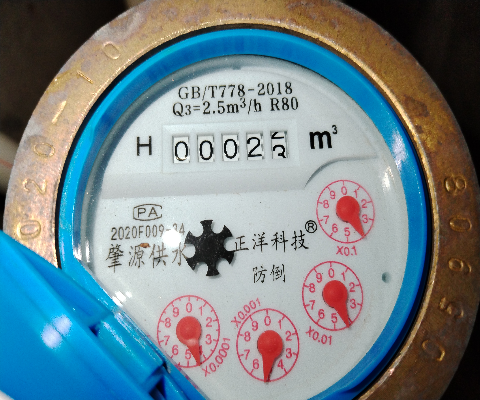 GB/T778-2018
Q3=2.5m³/h R80
H 00025 m³
PA
2020F009-34
肇源供水
正洋科技®
防倒
X0.1
X0.01
X0.001
X0.0001